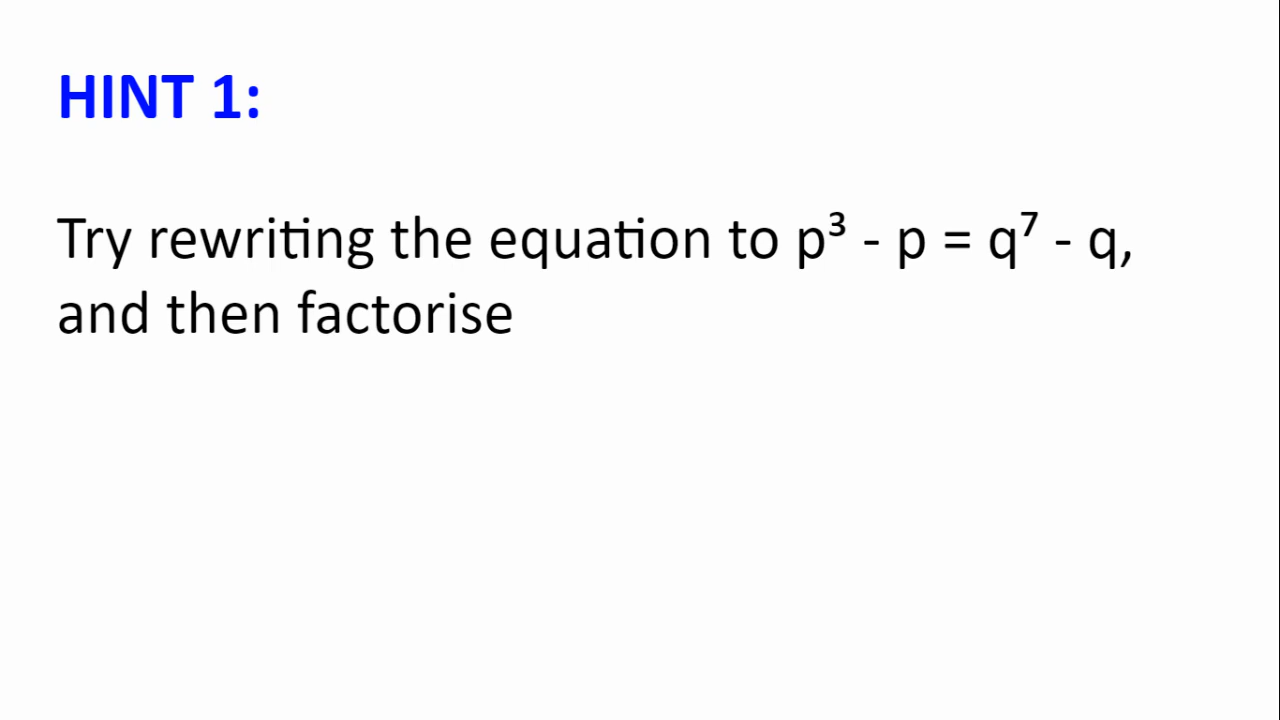 HINT 1:
Try rewriting the equation to p³ - p = q⁷ - q,
and then factorise